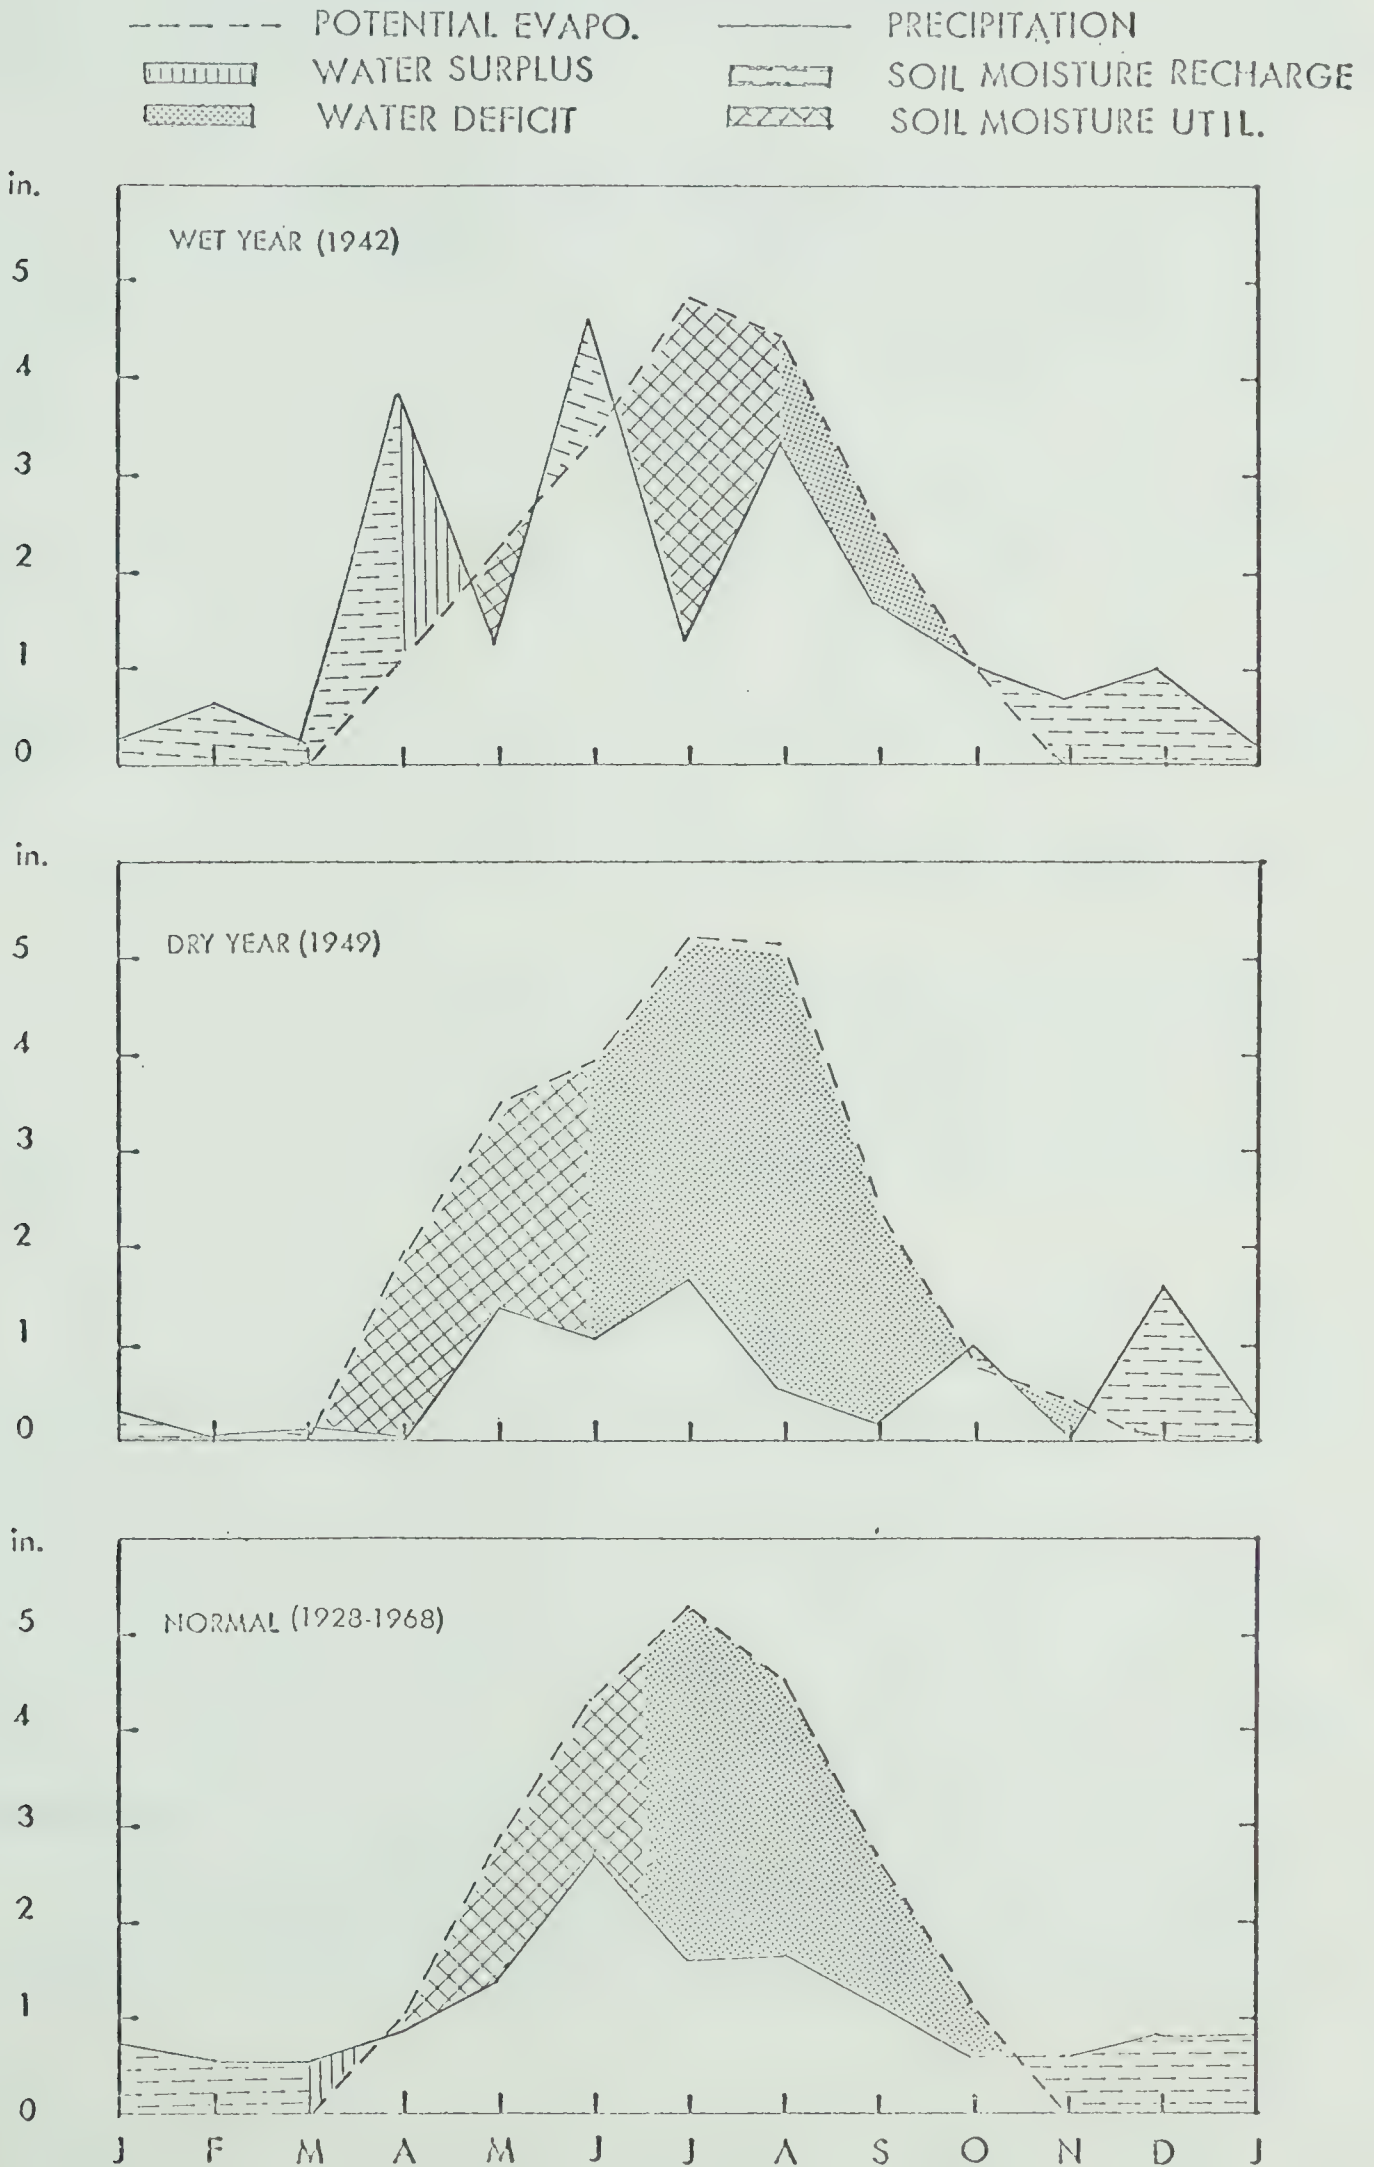 POTENTIAL EVAPO. PRECIPITATION
WATER SURPLUS SOIL MOISTURE RECHARGE
WATER DEFICIT SOIL MOISTURE UTIL.
in.
WET YEAR (1942)
5
4
3
2
1
0
in.
DRY YEAR (1949)
5
4
3
2
1
0
in.
NORMAL (1928-1968)
5
4
3
2
1
0
J F M A M J J A S O N D J